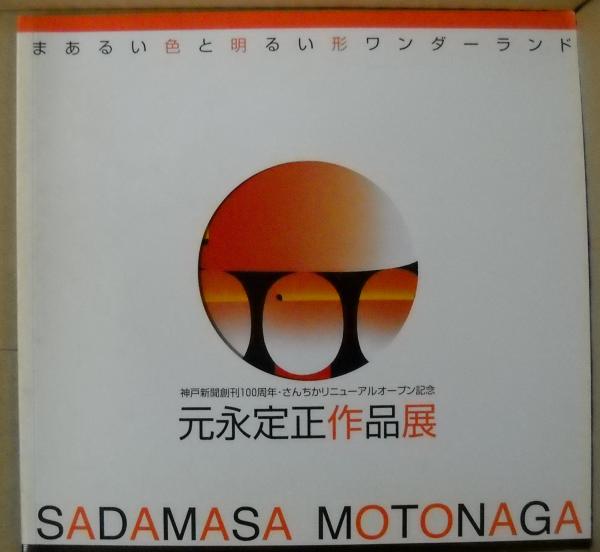 まあるい色と明るい形ワンダーランド
神戸新聞創刊100周年・さんちかリニューアルオープン記念
元永定正作品展
SADAMASA MOTONAGA